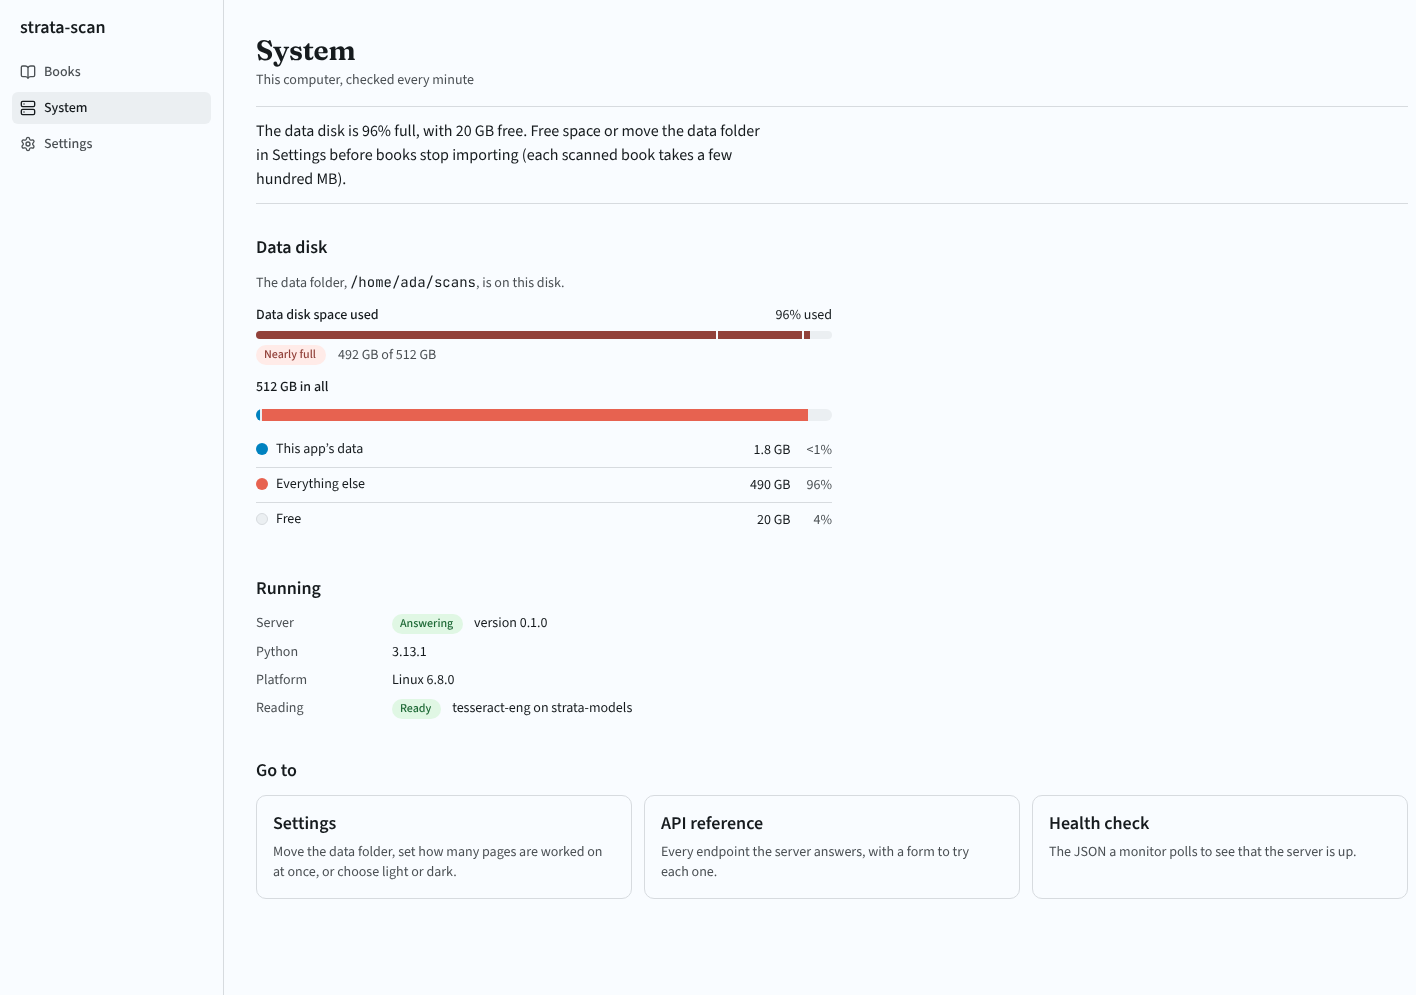 strata-scan
Books
System
Settings
System
This computer, checked every minute
The data disk is 96% full, with 20 GB free. Free space or move the data folder
in Settings before books stop importing (each scanned book takes a few
hundred MB).
Data disk
The data folder, /home/ada/scans, is on this disk.
Data disk space used 96% used
Nearly full 492 GB of 512 GB
512 GB in all
This app’s data 1.8 GB <1%
Everything else 490 GB 96%
Free 20 GB 4%
Running
Server Answering version 0.1.0
Python 3.13.1
Platform Linux 6.8.0
Reading Ready tesseract-eng on strata-models
Go to
Settings
Move the data folder, set how many pages are worked on
at once, or choose light or dark.
API reference
Every endpoint the server answers, with a form to try
each one.
Health check
The JSON a monitor polls to see that the server is up.